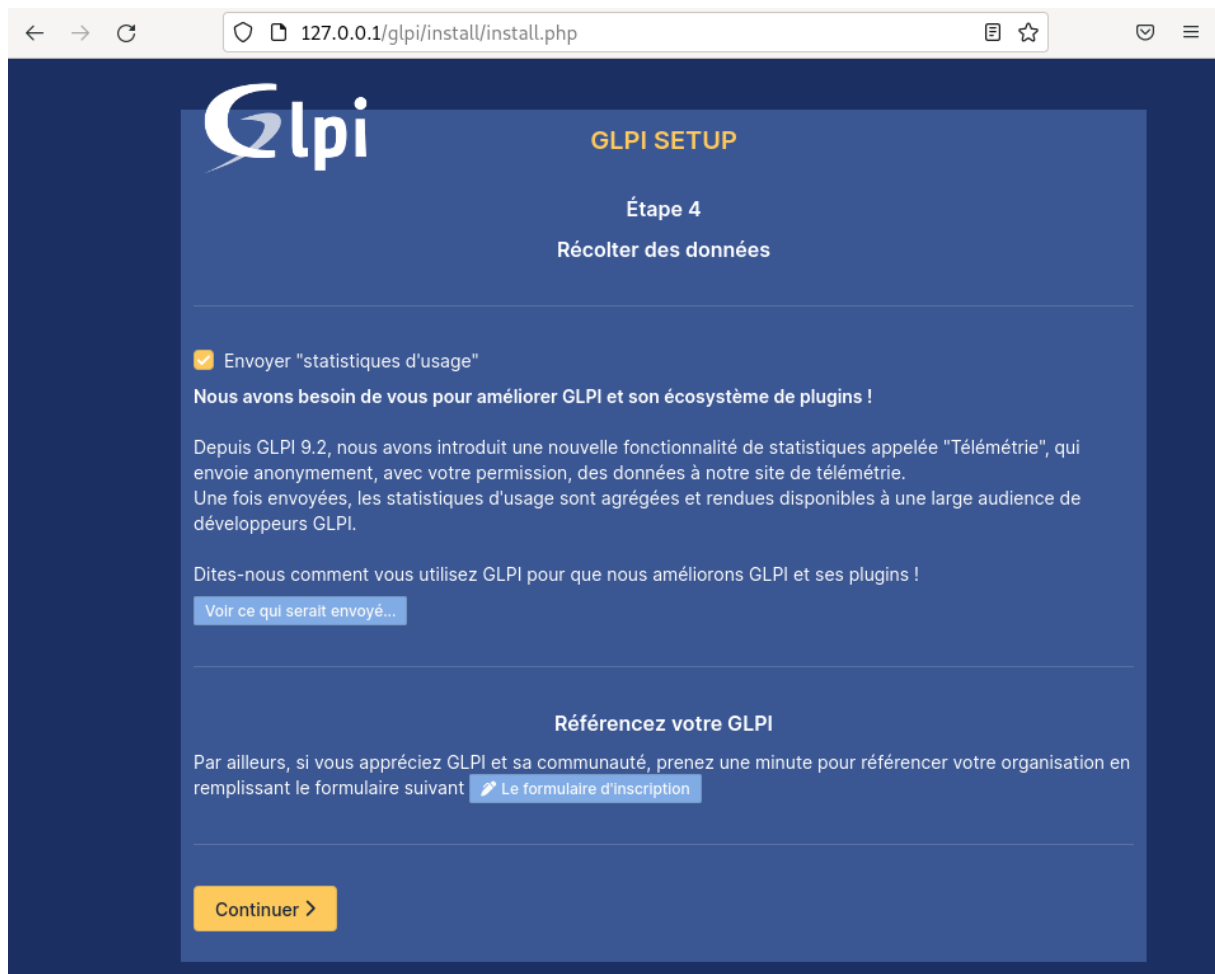 127.0.0.1/glpi/install/install.php
Glpi
GLPI SETUP
Étape 4
Récolter des données
Envoyer "statistiques d'usage"
Nous avons besoin de vous pour améliorer GLPI et son écosystème de plugins !
Depuis GLPI 9.2, nous avons introduit une nouvelle fonctionnalité de statistiques appelée "Télémétrie", qui
envoie anonymement, avec votre permission, des données à notre site de télémétrie.
Une fois envoyées, les statistiques d'usage sont agrégées et rendues disponibles à une large audience de
développeurs GLPI.
Dites-nous comment vous utilisez GLPI pour que nous améliorons GLPI et ses plugins !
Voir ce qui serait envoyé...
Référencez votre GLPI
Par ailleurs, si vous appréciez GLPI et sa communauté, prenez une minute pour référencer votre organisation en
remplissant le formulaire suivant Le formulaire d'inscription
Continuer